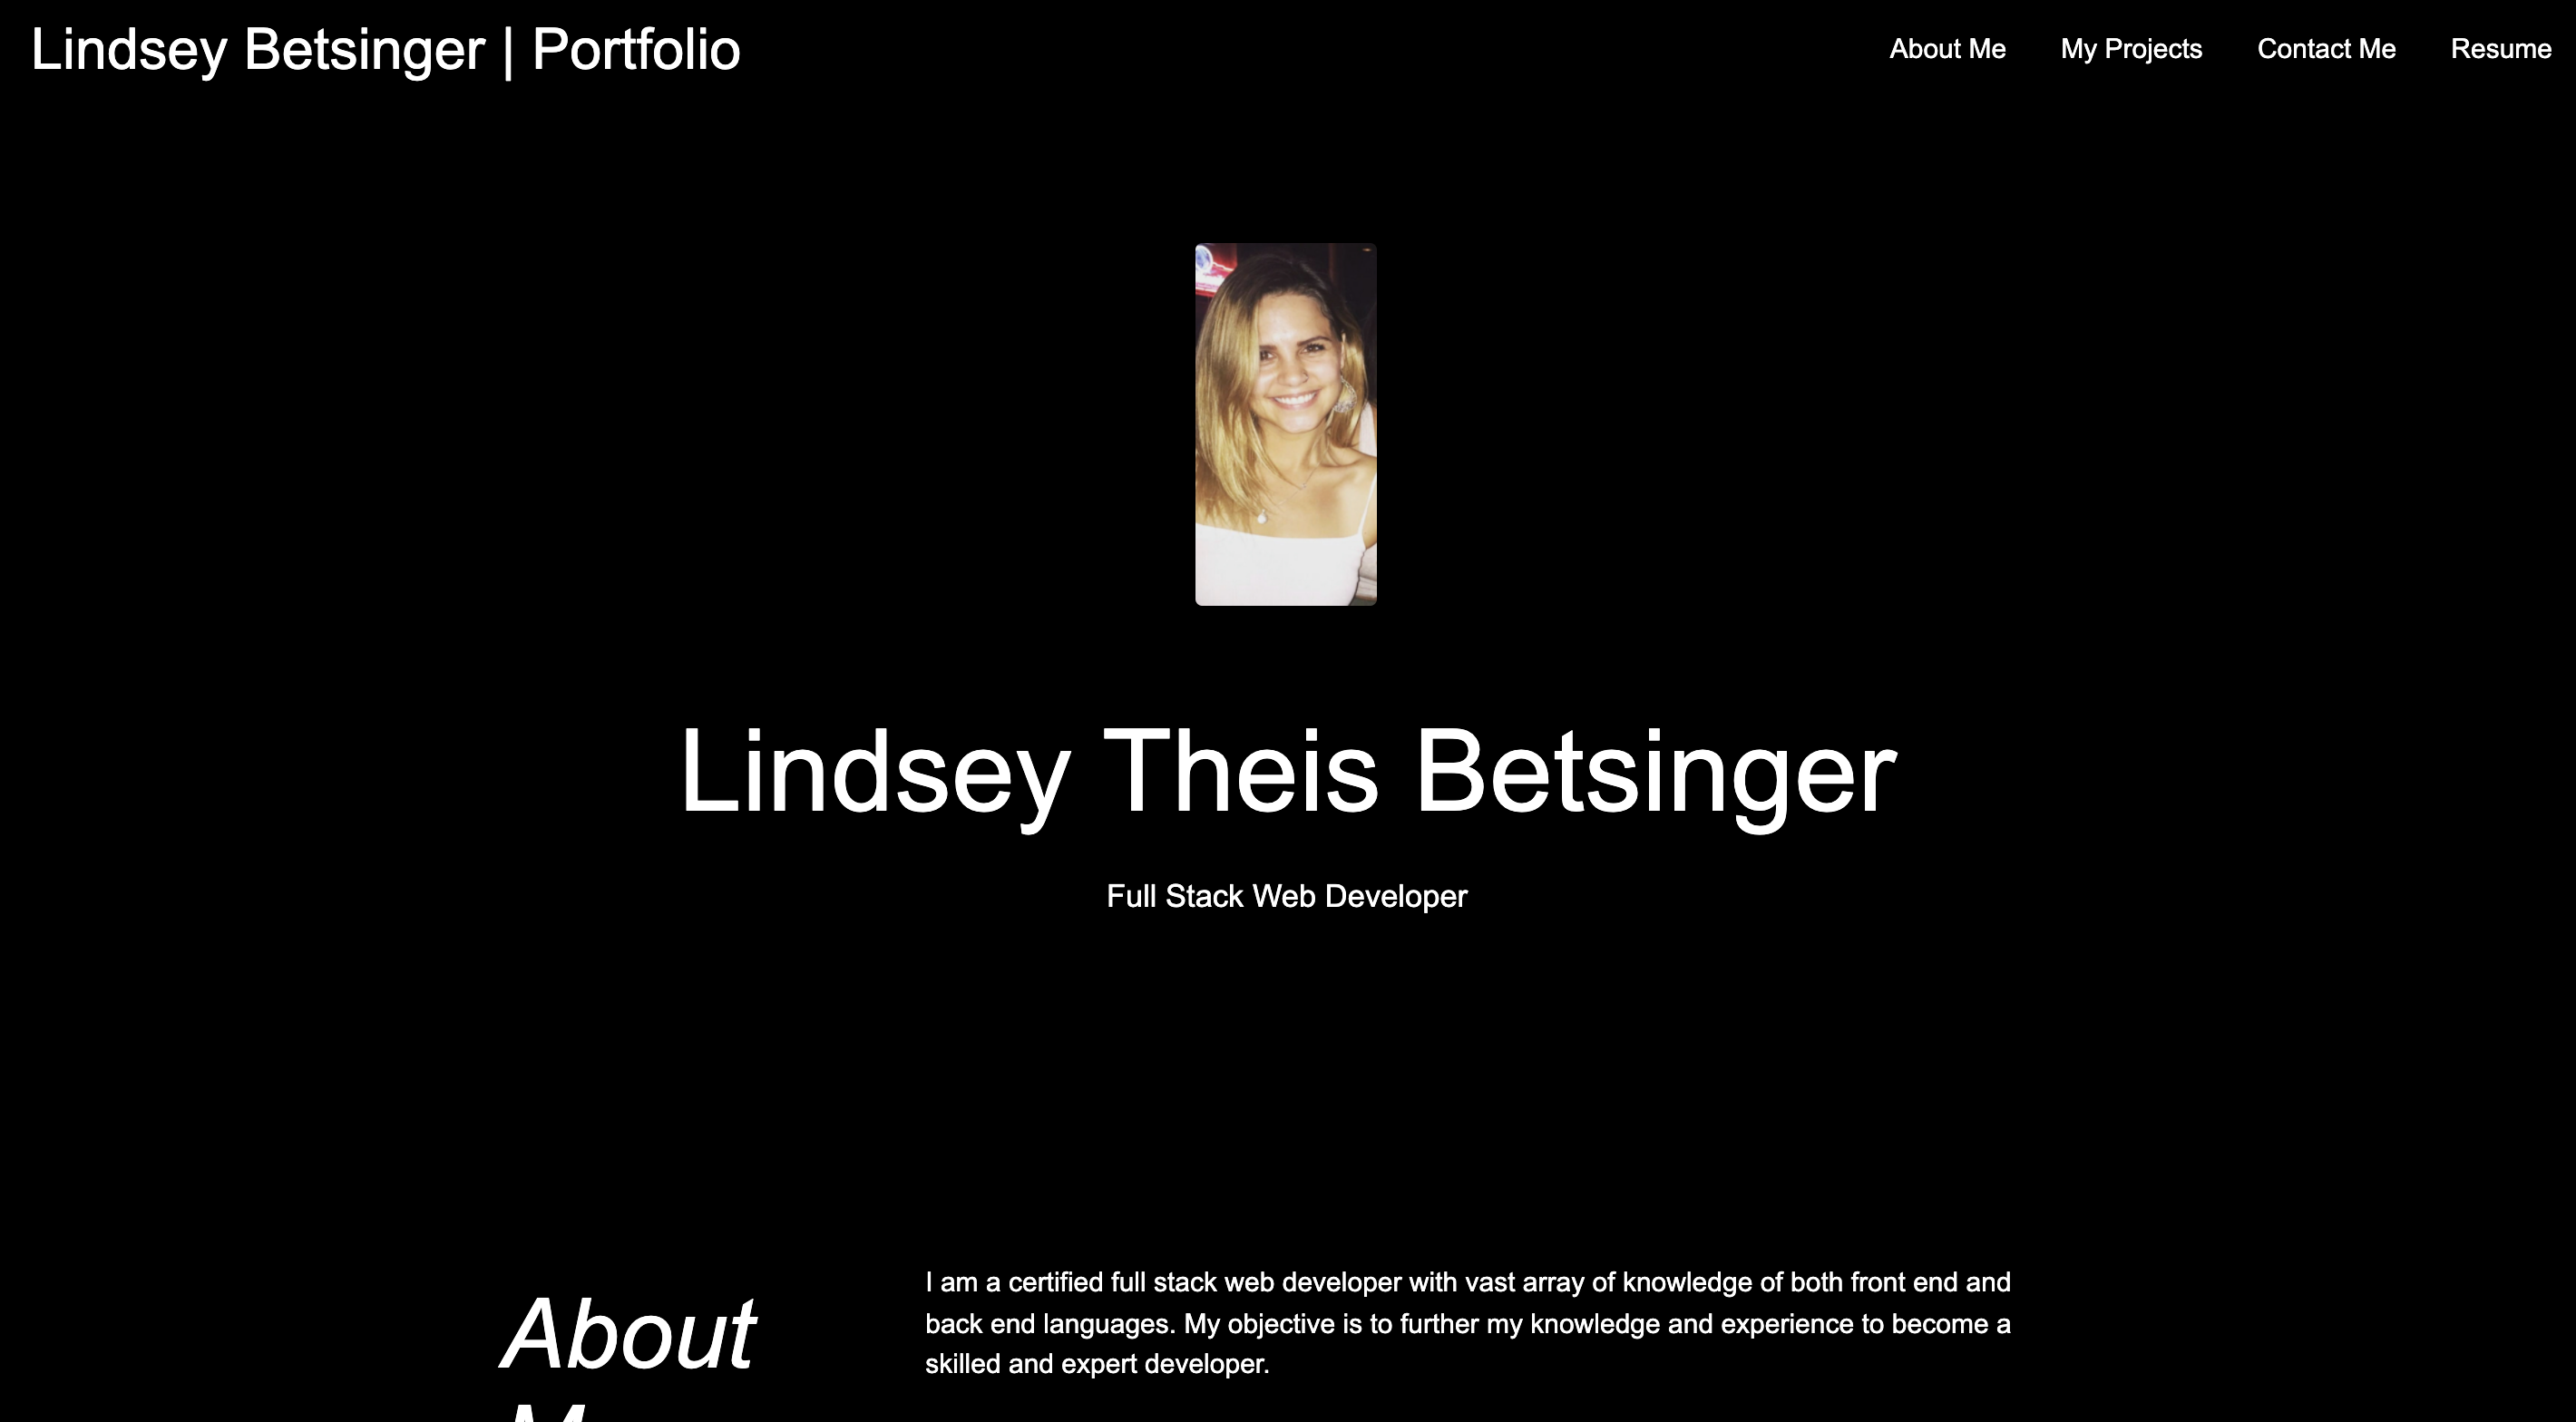 Lindsey Betsinger | Portfolio
About Me
My Projects
Contact Me
Resume
Lindsey Theis Betsinger
Full Stack Web Developer
About
I am a certified full stack web developer with vast array of knowledge of both front end and
back end languages. My objective is to further my knowledge and experience to become a
skilled and expert developer.